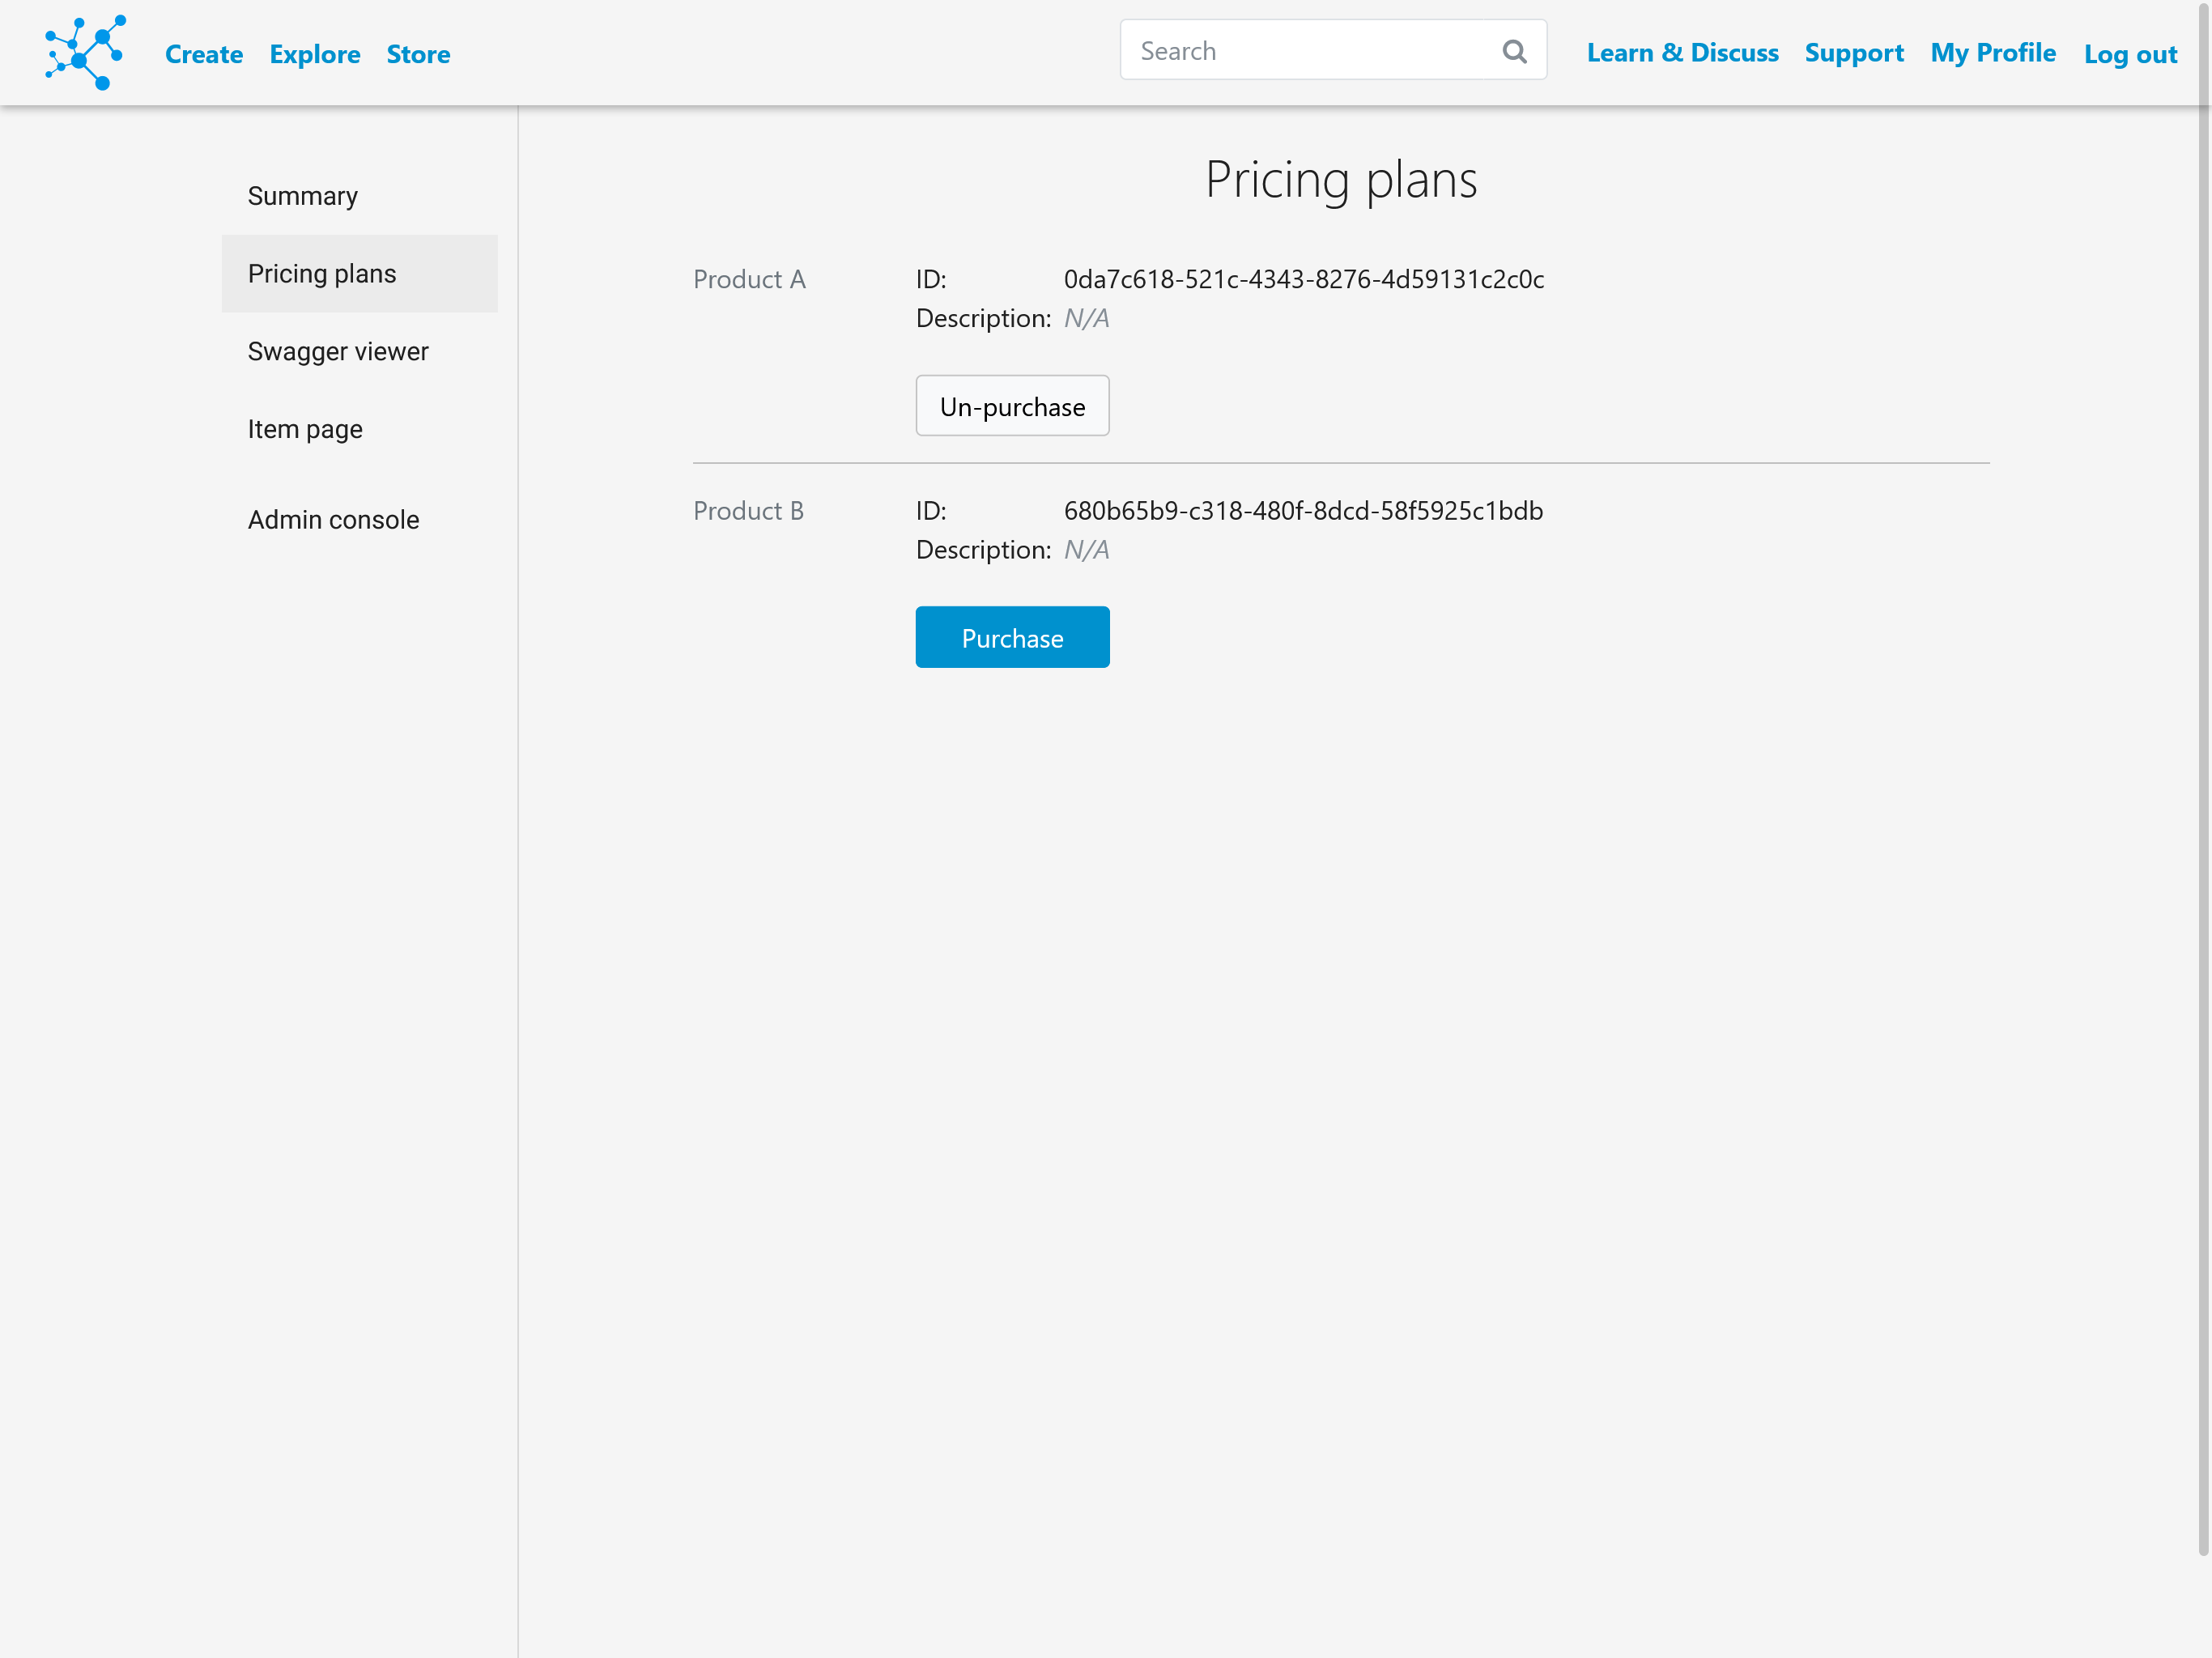 Create Explore Store Search Learn & Discuss Support My Profile Log out
Summary
Pricing plans
Swagger viewer
Item page
Admin console
Pricing plans
Product A ID: 0da7c618-521c-4343-8276-4d59131c2c0c
Description: N/A
Un-purchase
Product B ID: 680b65b9-c318-480f-8dcd-58f5925c1bdb
Description: N/A
Purchase